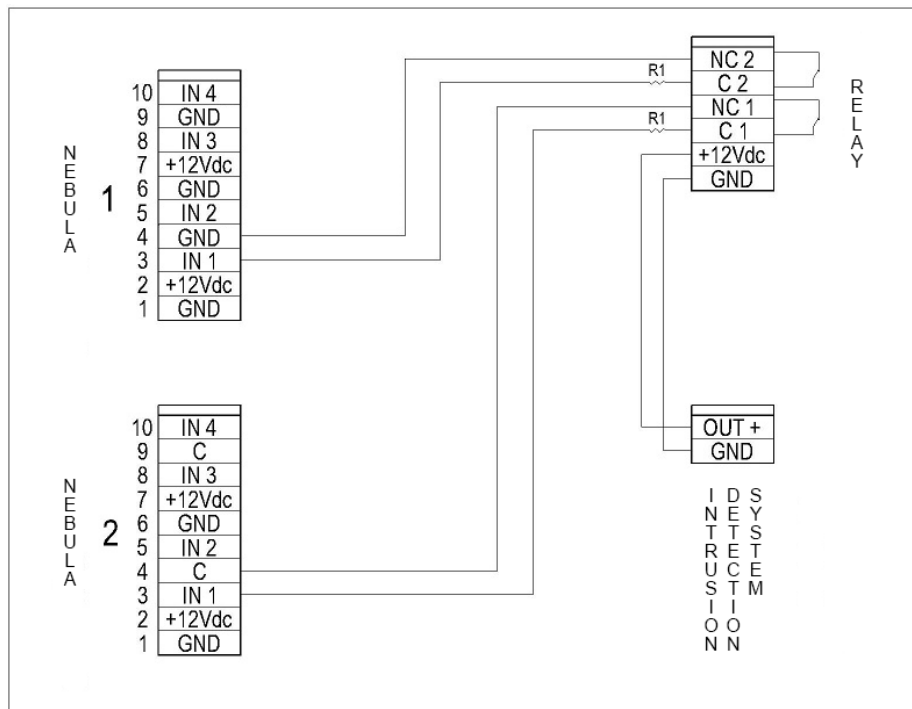 NEBULA
1
10 IN 4
9 GND
8 IN 3
7 +12Vdc
6 GND
5 IN 2
4 GND
3 IN 1
2 +12Vdc
1 GND
R1
R1
NC 2
C 2
NC 1
C 1
+12Vdc
GND
RELAY
NEBULA
2
10 IN 4
9 C
8 IN 3
7 +12Vdc
6 GND
5 IN 2
4 C
3 IN 1
2 +12Vdc
1 GND
OUT +
GND
INTRUSION
DETECTION
SYSTEM